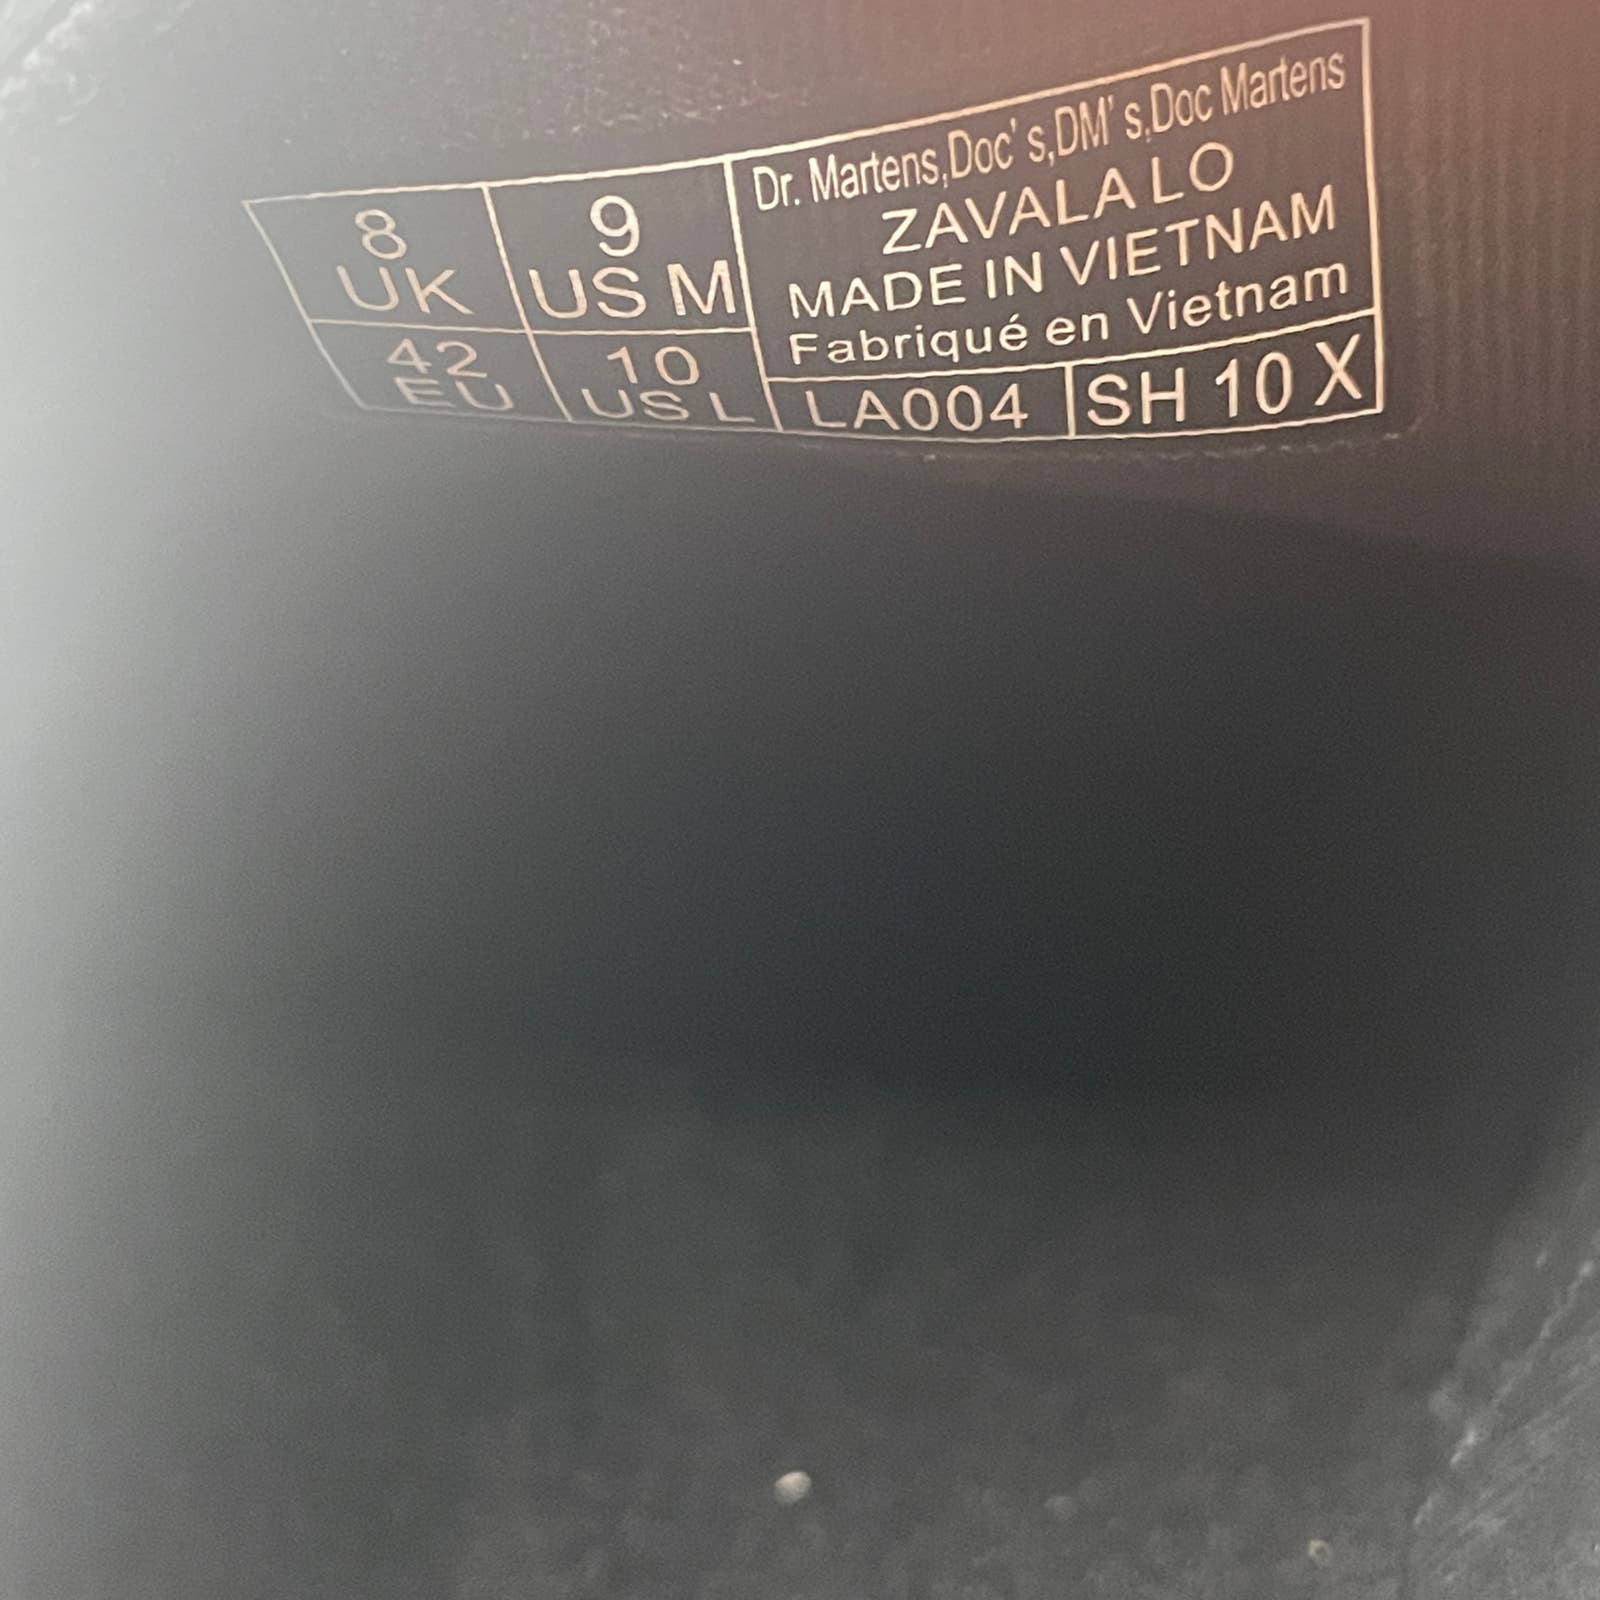 8
UK
9
US M
42
EU
10
US L
Dr. Martens,Doc's,DM's,Doc Martens
ZAVALA LO
MADE IN VIETNAM
Fabriqué en Vietnam
LA004
SH 10 X